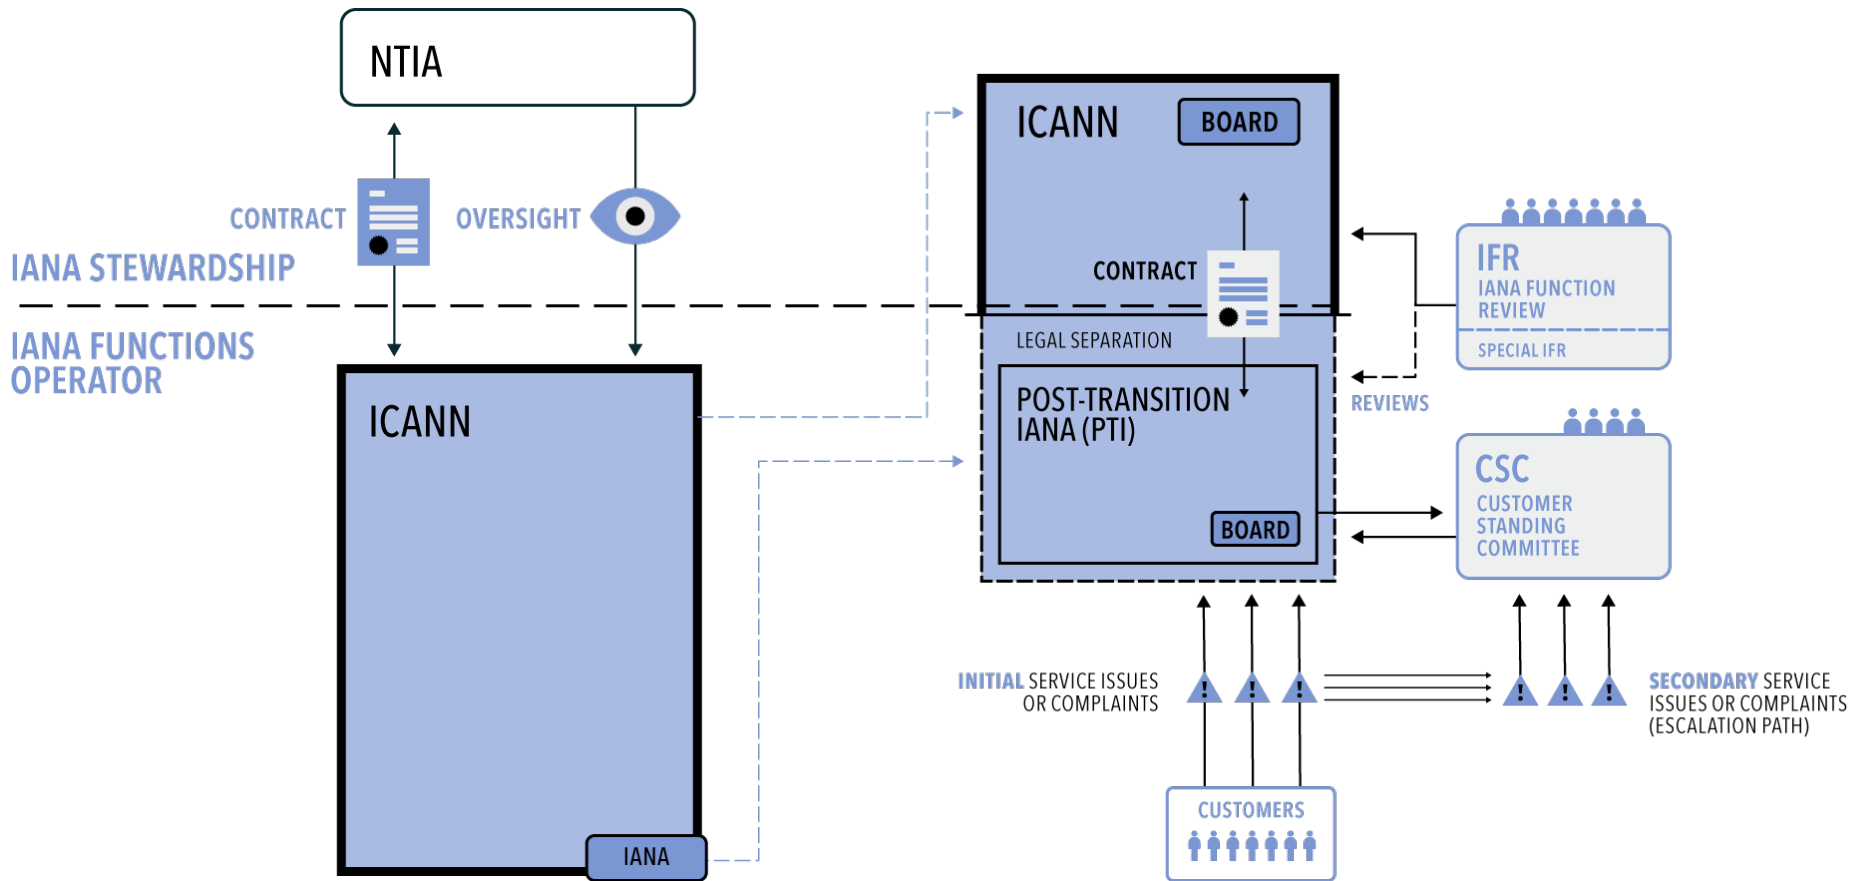 NTIA
CONTRACT
OVERSIGHT
IANA STEWARDSHIP
IANA FUNCTIONS
OPERATOR
ICANN
IANA
ICANN
BOARD
CONTRACT
LEGAL SEPARATION
POST-TRANSITION
IANA (PTI)
BOARD
IFR
IANA FUNCTION
REVIEW
SPECIAL IFR
REVIEWS
CSC
CUSTOMER
STANDING
COMMITTEE
INITIAL SERVICE ISSUES
OR COMPLAINTS
! ! !
! ! !
SECONDARY SERVICE
ISSUES OR COMPLAINTS
(ESCALATION PATH)
CUSTOMERS